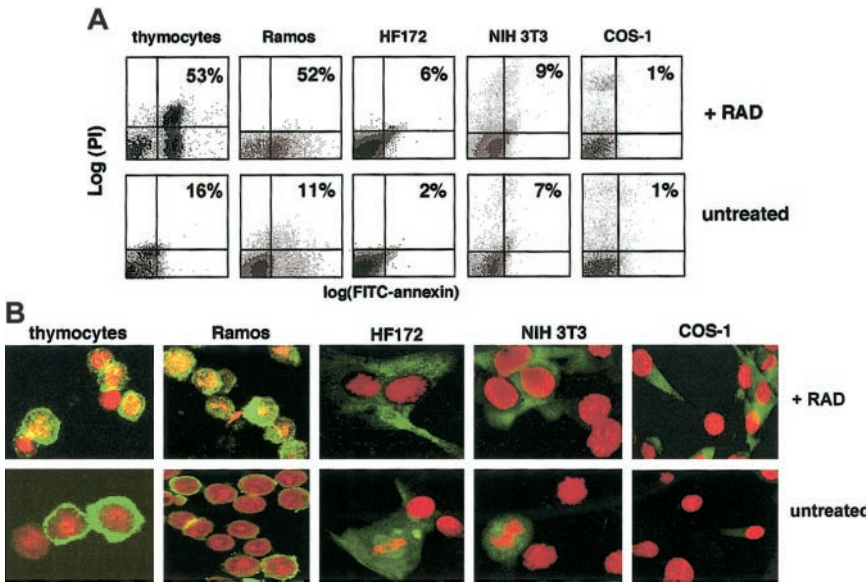 A
thymocytes Ramos HF172 NIH 3T3 COS-1
53% 52% 6% 9% 1%
+ RAD
Log (PI)
16% 11% 2% 7% 1%
untreated
log(FITC-annexin)
B
thymocytes Ramos HF172 NIH 3T3 COS-1
+ RAD
untreated